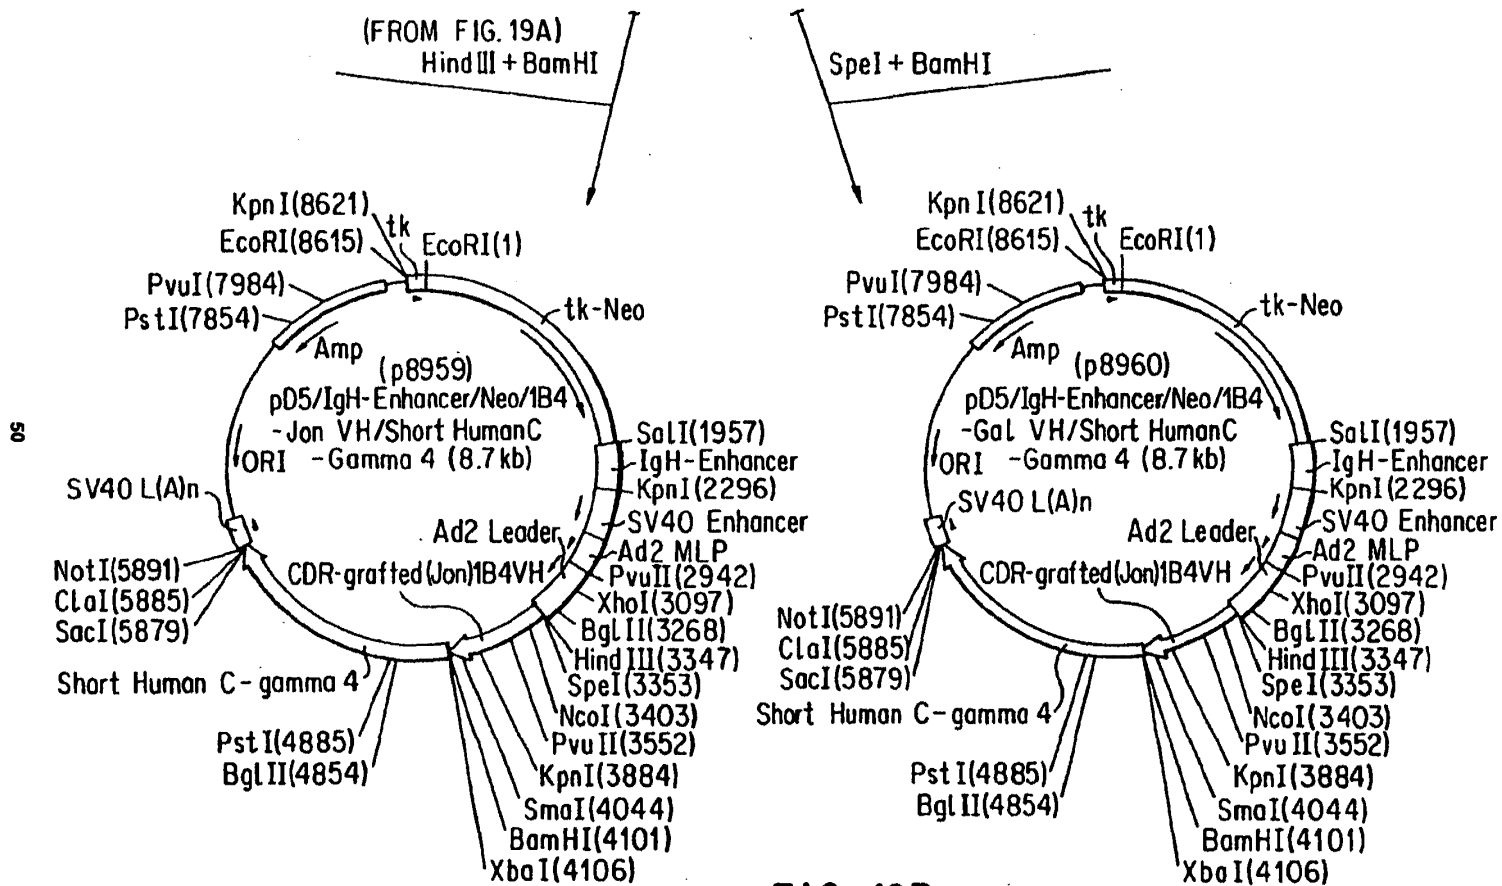 (FROM FIG. 19A)
Hind III + BamHI
SpeI + BamHI
KpnI(8621)
tk
EcoRI(8615)
EcoRI(1)
PvuI(7984)
PstI(7854)
tk-Neo
Amp
(p8959)
pD5/IgH-Enhancer/Neo/1B4
-Jon VH/Short HumanC
-Gamma 4 (8.7kb)
ORI
SalI(1957)
IgH-Enhancer
KpnI(2296)
SV40 L(A)n
SV40 Enhancer
Ad2 Leader
Ad2 MLP
CDR-grafted(Jon)1B4VH
PvuII(2942)
XhoI(3097)
BglII(3268)
Hind III(3347)
SpeI(3353)
NcoI(3403)
PvuII(3552)
KpnI(3884)
SmaI(4044)
BamHI(4101)
XbaI(4106)
NotI(5891)
ClaI(5885)
SacI(5879)
Short Human C-gamma 4
PstI(4885)
BglII(4854)
KpnI(8621)
tk
EcoRI(8615)
EcoRI(1)
PvuI(7984)
PstI(7854)
tk-Neo
Amp
(p8960)
pD5/IgH-Enhancer/Neo/1B4
-Gal VH/Short HumanC
-Gamma 4 (8.7kb)
ORI
SalI(1957)
IgH-Enhancer
KpnI(2296)
SV40 L(A)n
SV40 Enhancer
Ad2 Leader
Ad2 MLP
CDR-grafted(Jon)1B4VH
PvuII(2942)
XhoI(3097)
BglII(3268)
Hind III(3347)
SpeI(3353)
NcoI(3403)
PvuII(3552)
KpnI(3884)
SmaI(4044)
BamHI(4101)
XbaI(4106)
NotI(5891)
ClaI(5885)
SacI(5879)
Short Human C-gamma 4
PstI(4885)
BglII(4854)
50